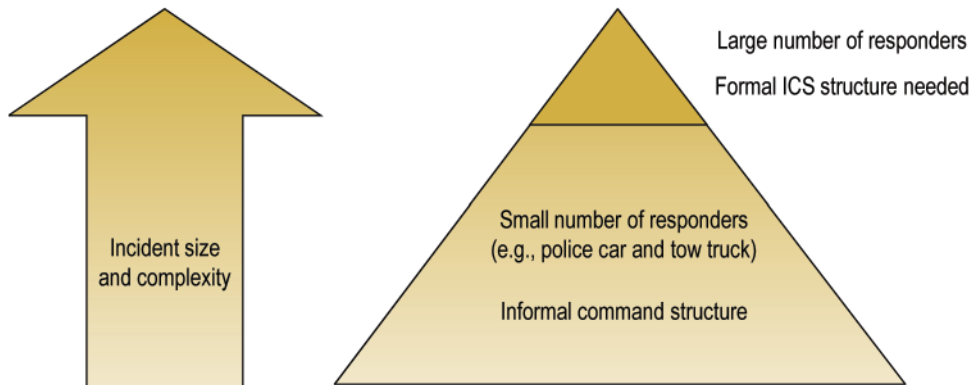 Large number of responders
Formal ICS structure needed
Incident size
and complexity
Small number of responders
(e.g., police car and tow truck)
Informal command structure